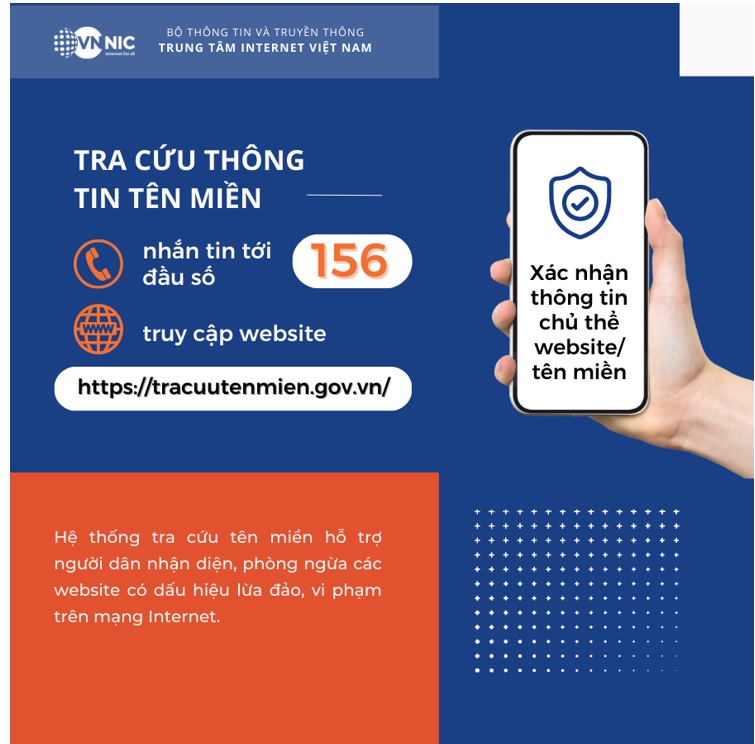 VNNIC
Internet for all
BỘ THÔNG TIN VÀ TRUYỀN THÔNG
TRUNG TÂM INTERNET VIỆT NAM
TRA CỨU THÔNG
TIN TÊN MIỀN
nhắn tin tới
đầu số
156
WWW
truy cập website
https://tracuutenmien.gov.vn/
Xác nhận
thông tin
chủ thể
website/
tên miền
Hệ thống tra cứu tên miền hỗ trợ
người dân nhận diện, phòng ngừa các
website có dấu hiệu lừa đảo, vi phạm
trên mạng Internet.